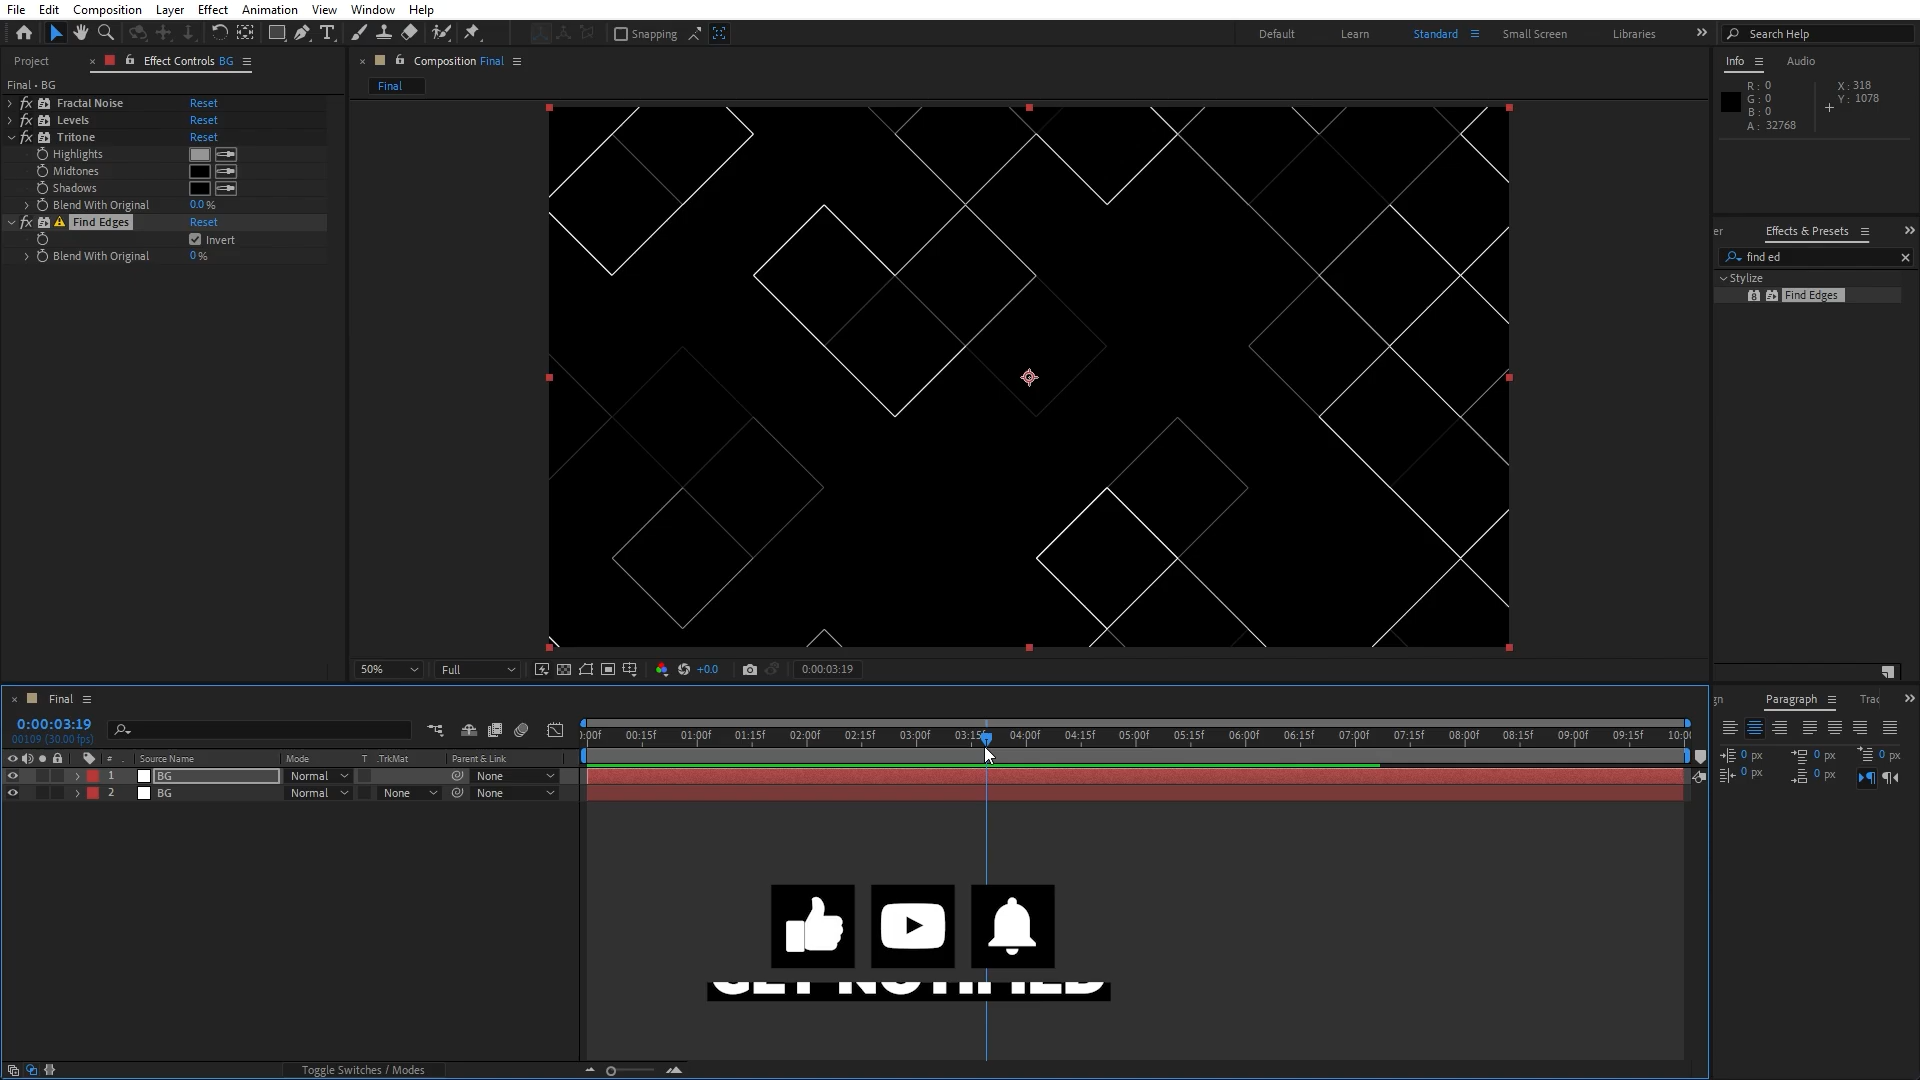 File Edit Composition Layer Effect Animation View Window Help
Snapping
Default Learn Standard Small Screen Libraries
Search Help
Project
Effect Controls BG
Composition Final
Info Audio
Final • BG
Final
Fractal Noise Reset
Levels Reset
Tritone Reset
Highlights
Midtones
Shadows
Blend With Original 0.0 %
Find Edges Reset
Invert
Blend With Original 0 %
R : 0
G : 0
B : 0
A : 32768
X : 318
Y : 1078
er Effects & Presets
find ed
Stylize
Find Edges
50% Full +0.0 0:00:03:19
Final
0:00:03:19
00109 (30.00 fps)
):00f 00:15f 01:00f 01:15f 02:00f 02:15f 03:00f 03:15f 04:00f 04:15f 05:00f 05:15f 06:00f 06:15f 07:00f 07:15f 08:00f 08:15f 09:00f 09:15f 10:00
# Source Name Mode T .TrkMat Parent & Link
1 BG Normal None
2 BG Normal None None
gn Paragraph Trac
0 px 0 px 0 px
0 px 0 px
GET NOTIFIED
Toggle Switches / Modes